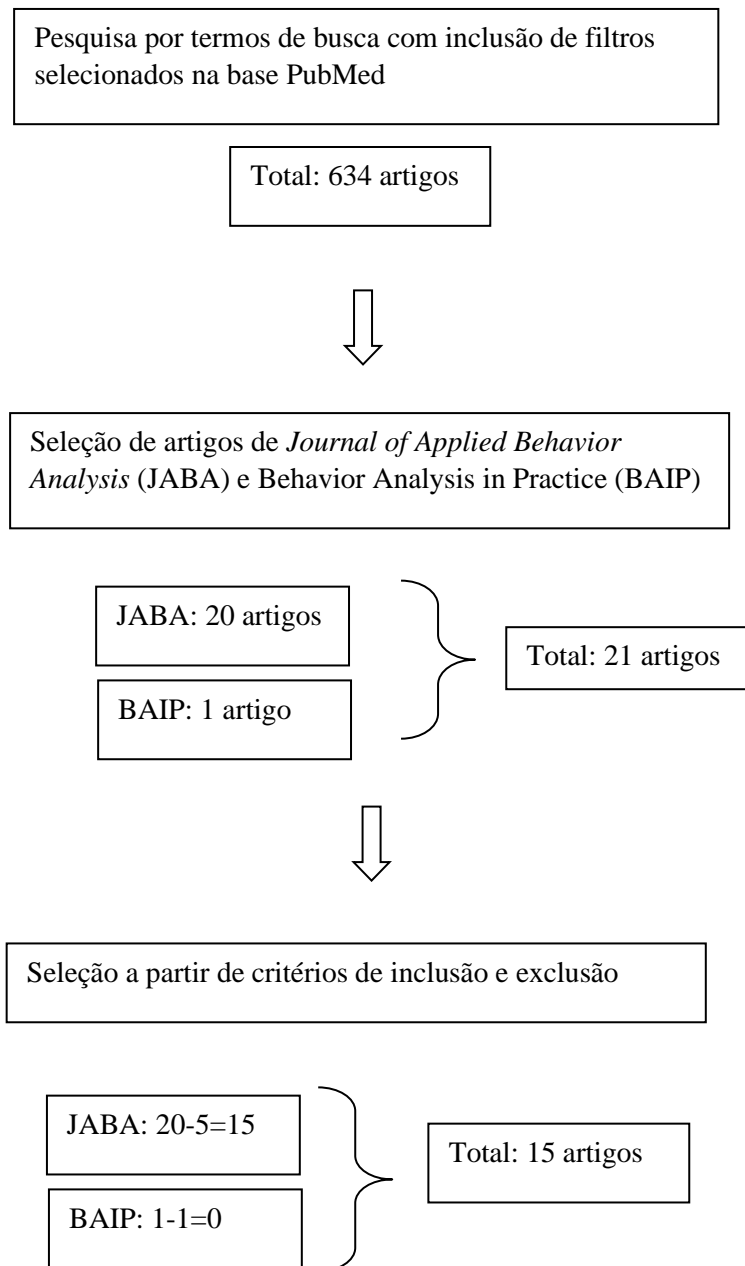 Pesquisa por termos de busca com inclusão de filtros
selecionados na base PubMed
Total: 634 artigos
Seleção de artigos de Journal of Applied Behavior
Analysis (JABA) e Behavior Analysis in Practice (BAIP)
JABA: 20 artigos
Total: 21 artigos
BAIP: 1 artigo
Seleção a partir de critérios de inclusão e exclusão
JABA: 20-5=15
Total: 15 artigos
BAIP: 1-1=0